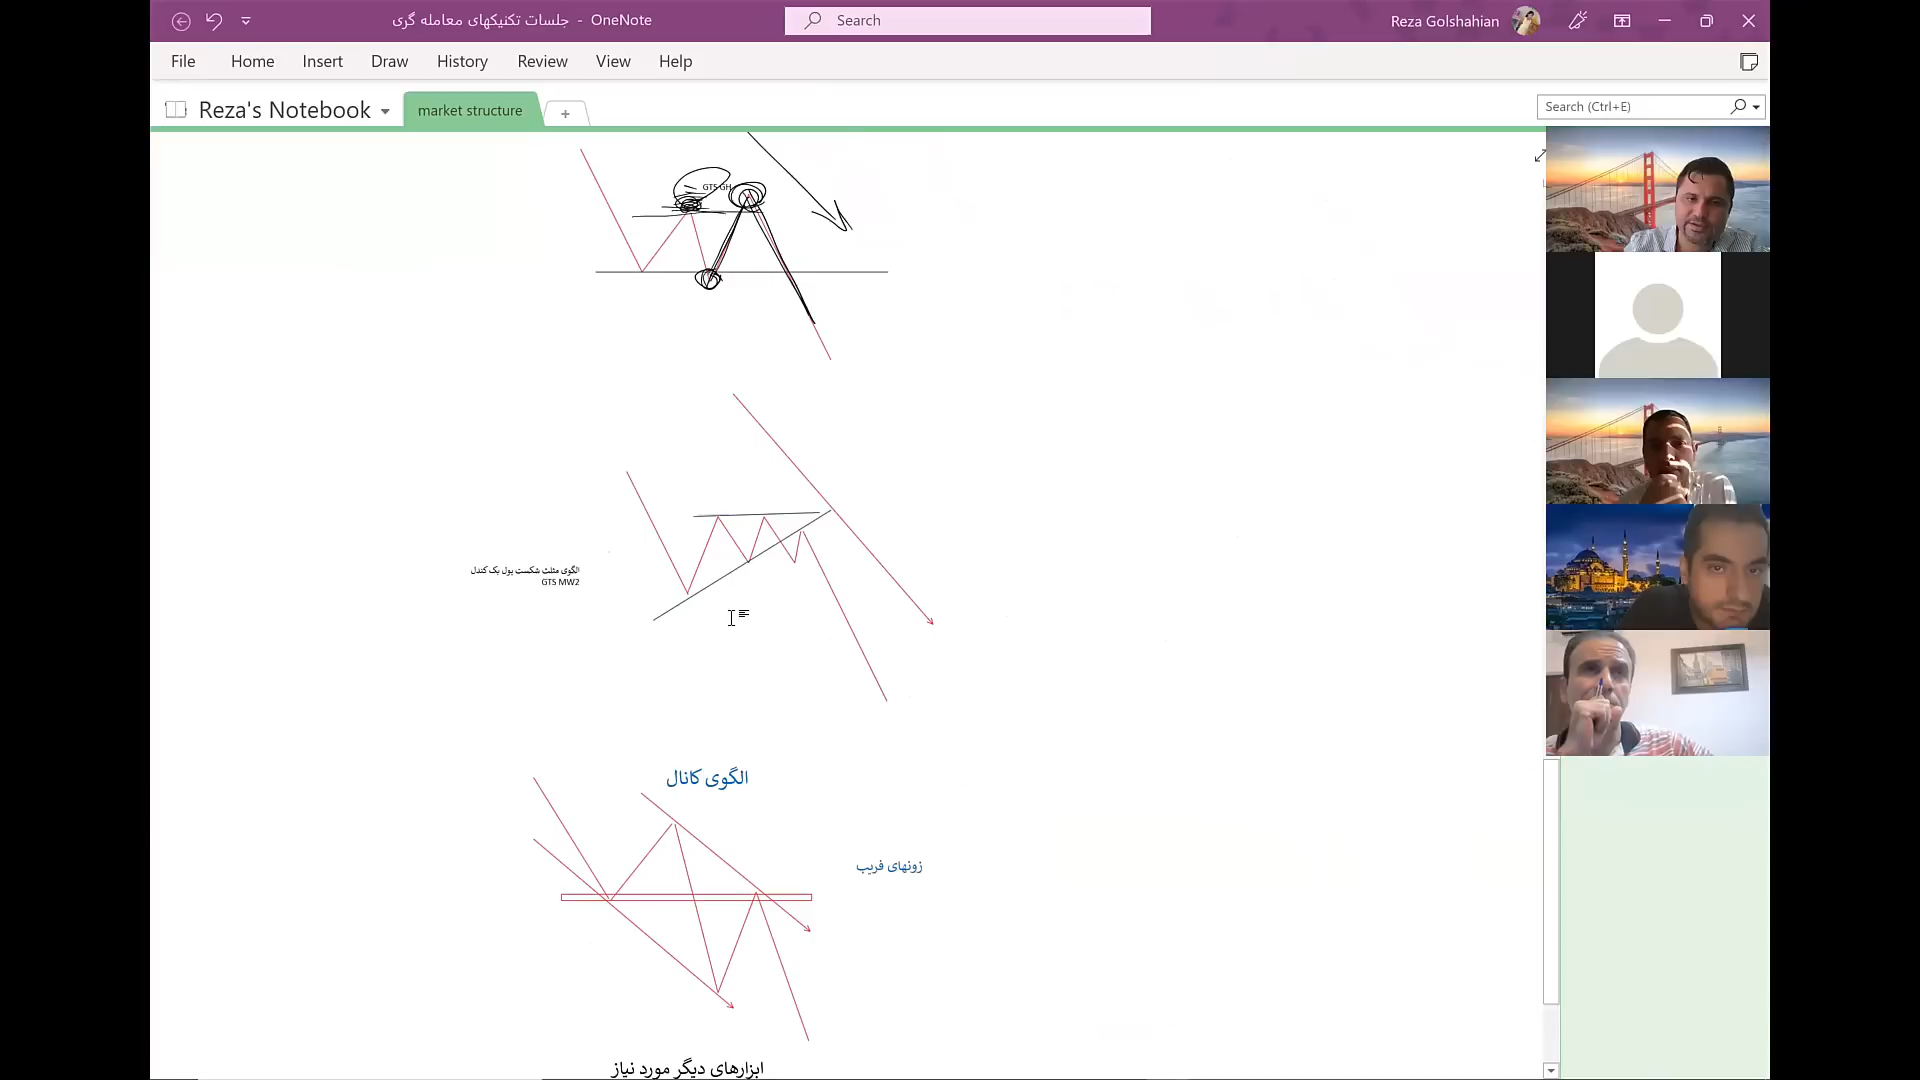 جلسات تکنیکهای معامله گری - OneNote
Search
Reza Golshahian
File Home Insert Draw History Review View Help
Reza's Notebook
market structure
Search (Ctrl+E)
GTS GH
الگوی مثلث شکست پول بک کندل
GTS MW2
الگوی کانال
زونهای فریب
ابزارهای دیگر مورد نیاز